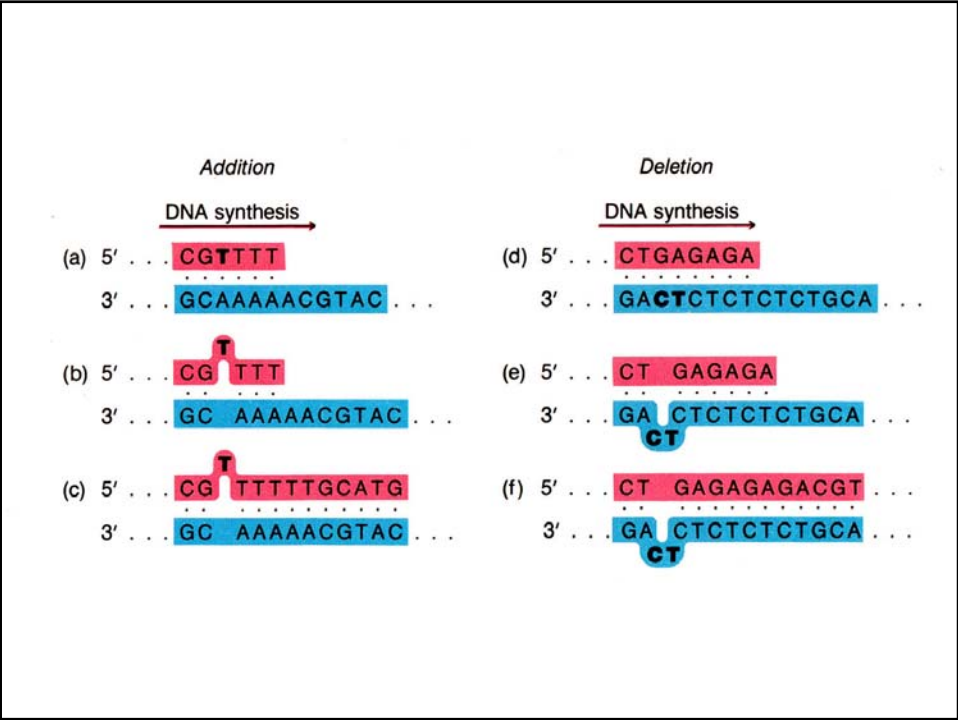 Addition
DNA synthesis
(a) 5′ . . . CGTTTT
3′ . . . GCAAAAACGTAC . . .
T
(b) 5′ . . . CG TTT
3′ . . . GC AAAAACGTAC . . .
T
(c) 5′ . . . CG TTTTTGCATG
3′ . . . GC AAAAACGTAC . . .
Deletion
DNA synthesis
(d) 5′ . . . CTGAGAGA
3′ . . . GACTCTCTCTGCA . . .
(e) 5′ . . . CT GAGAGA
3′ . . . GA CTCTCTCTGCA . . .
CT
(f) 5′ . . . CT GAGAGAGACGT . . .
3′ . . . GA CTCTCTCTGCA . . .
CT